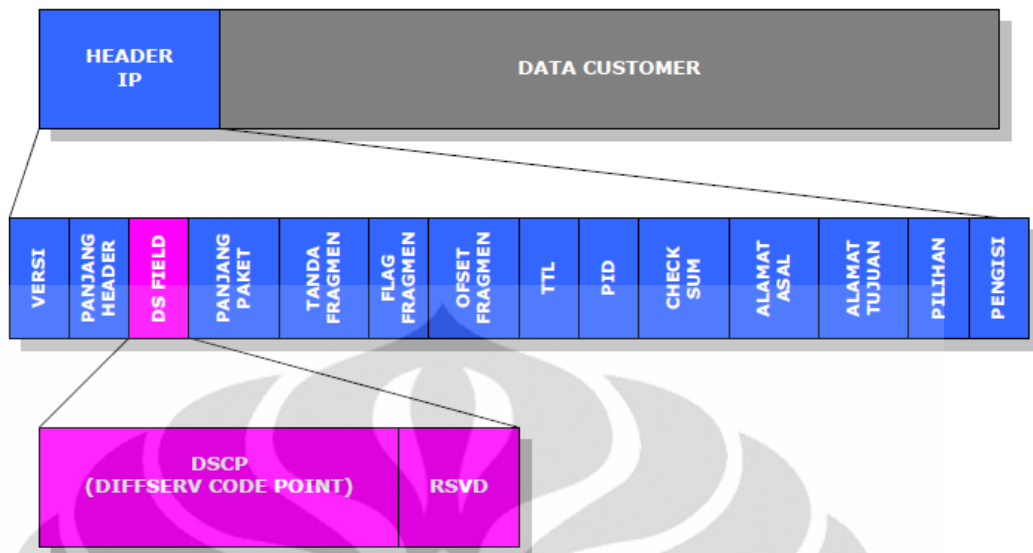 HEADER
IP
DATA CUSTOMER
VERSI
PANJANG
HEADER
DS FIELD
PANJANG
PAKET
TANDA
FRAGMEN
FLAG
FRAGMEN
OFSET
FRAGMEN
TTL
PID
CHECK
SUM
ALAMAT
ASAL
ALAMAT
TUJUAN
PILIHAN
PENGISI
DSCP
(DIFFSERV CODE POINT)
RSVD